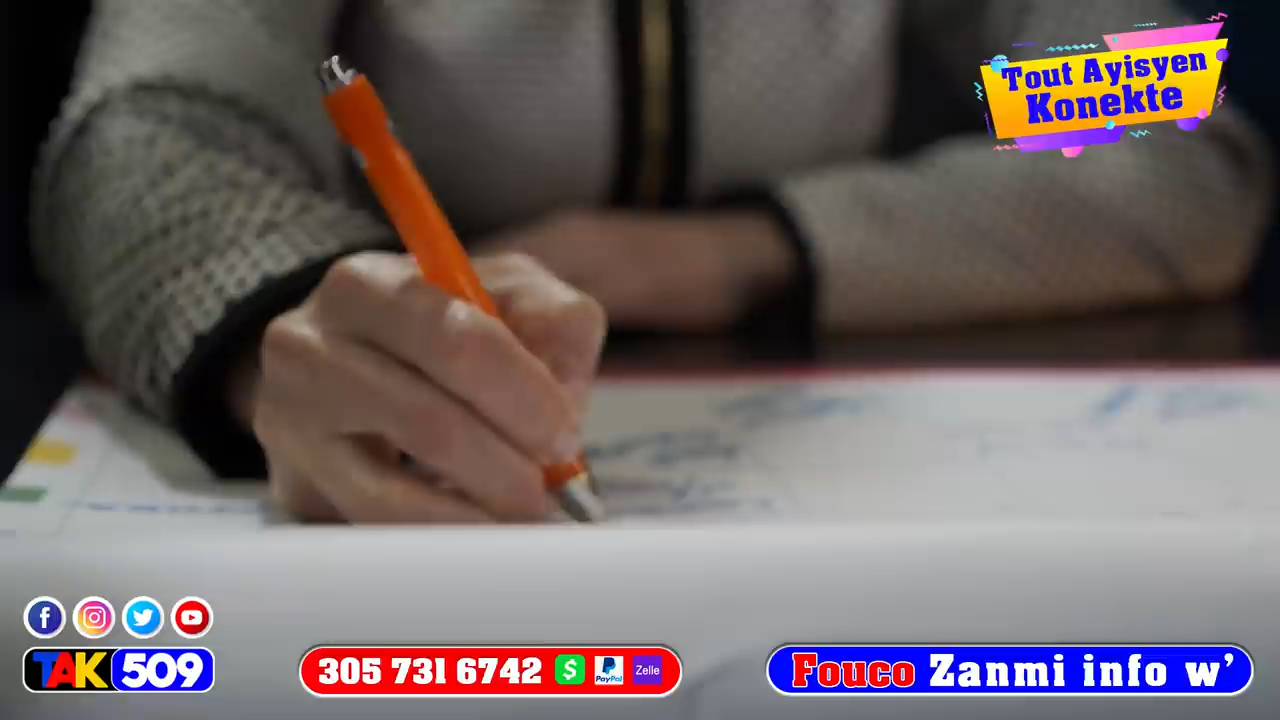 Tout Ayisyen
Konekte
TAK 509
305 731 6742
$
PayPal
Zelle
Fouco Zanmi info w'